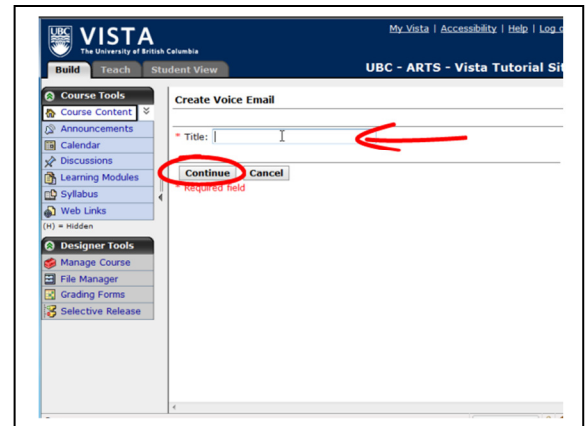 UBC
VISTA
The University of British Columbia
My Vista | Accessibility | Help | Log
Build Teach Student View
UBC - ARTS - Vista Tutorial Sit
Course Tools
Course Content
Announcements
Calendar
Discussions
Learning Modules
Syllabus
Web Links
(H) = Hidden
Designer Tools
Manage Course
File Manager
Grading Forms
Selective Release
Create Voice Email
* Title:
Continue Cancel
* Required field